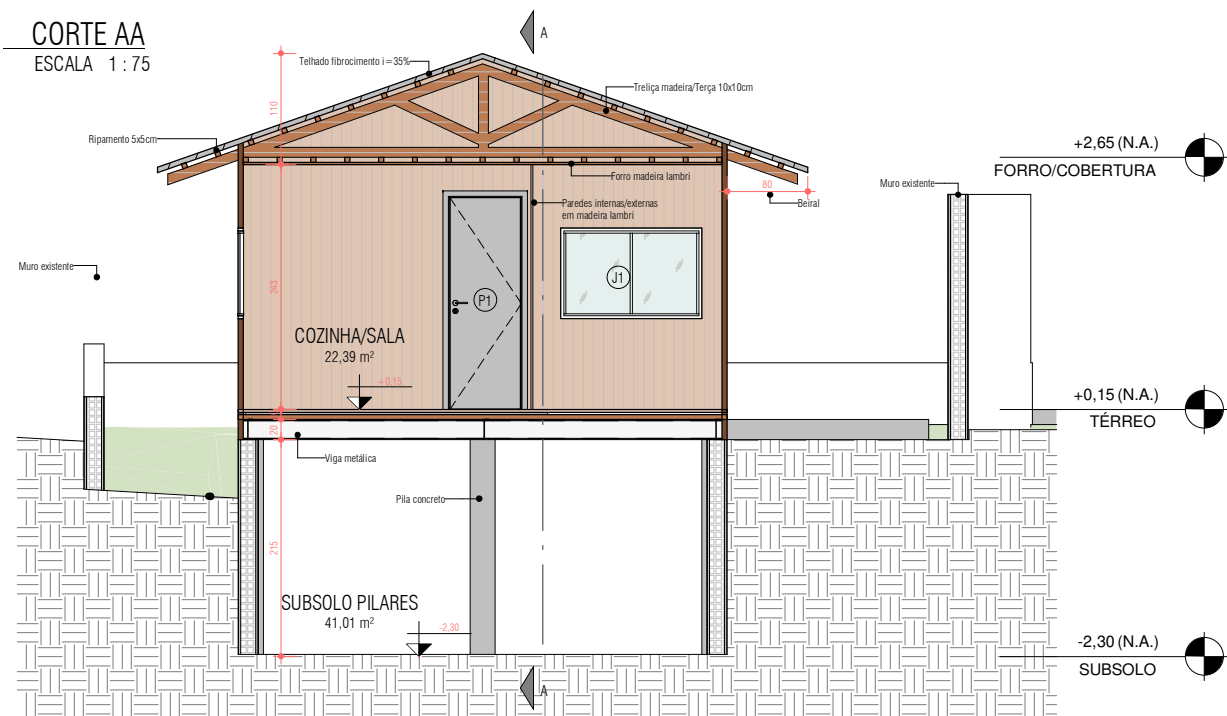 CORTE AA
ESCALA 1 : 75
A
Telhado fibrocimento i=35%
Treliça madeira/Terça 10x10cm
110
Ripamento 5x5cm
+2,65 (N.A.)
FORRO/COBERTURA
Forro madeira lambri
80
Muro existente
Beiral
Paredes internas/externas
em madeira lambri
Muro existente
243
J1
P1
COZINHA/SALA
22,39 m²
+0,15
+0,15 (N.A.)
TÉRREO
20
Viga metálica
Pila concreto
215
SUBSOLO PILARES
41,01 m²
-2,30
-2,30 (N.A.)
SUBSOLO
A